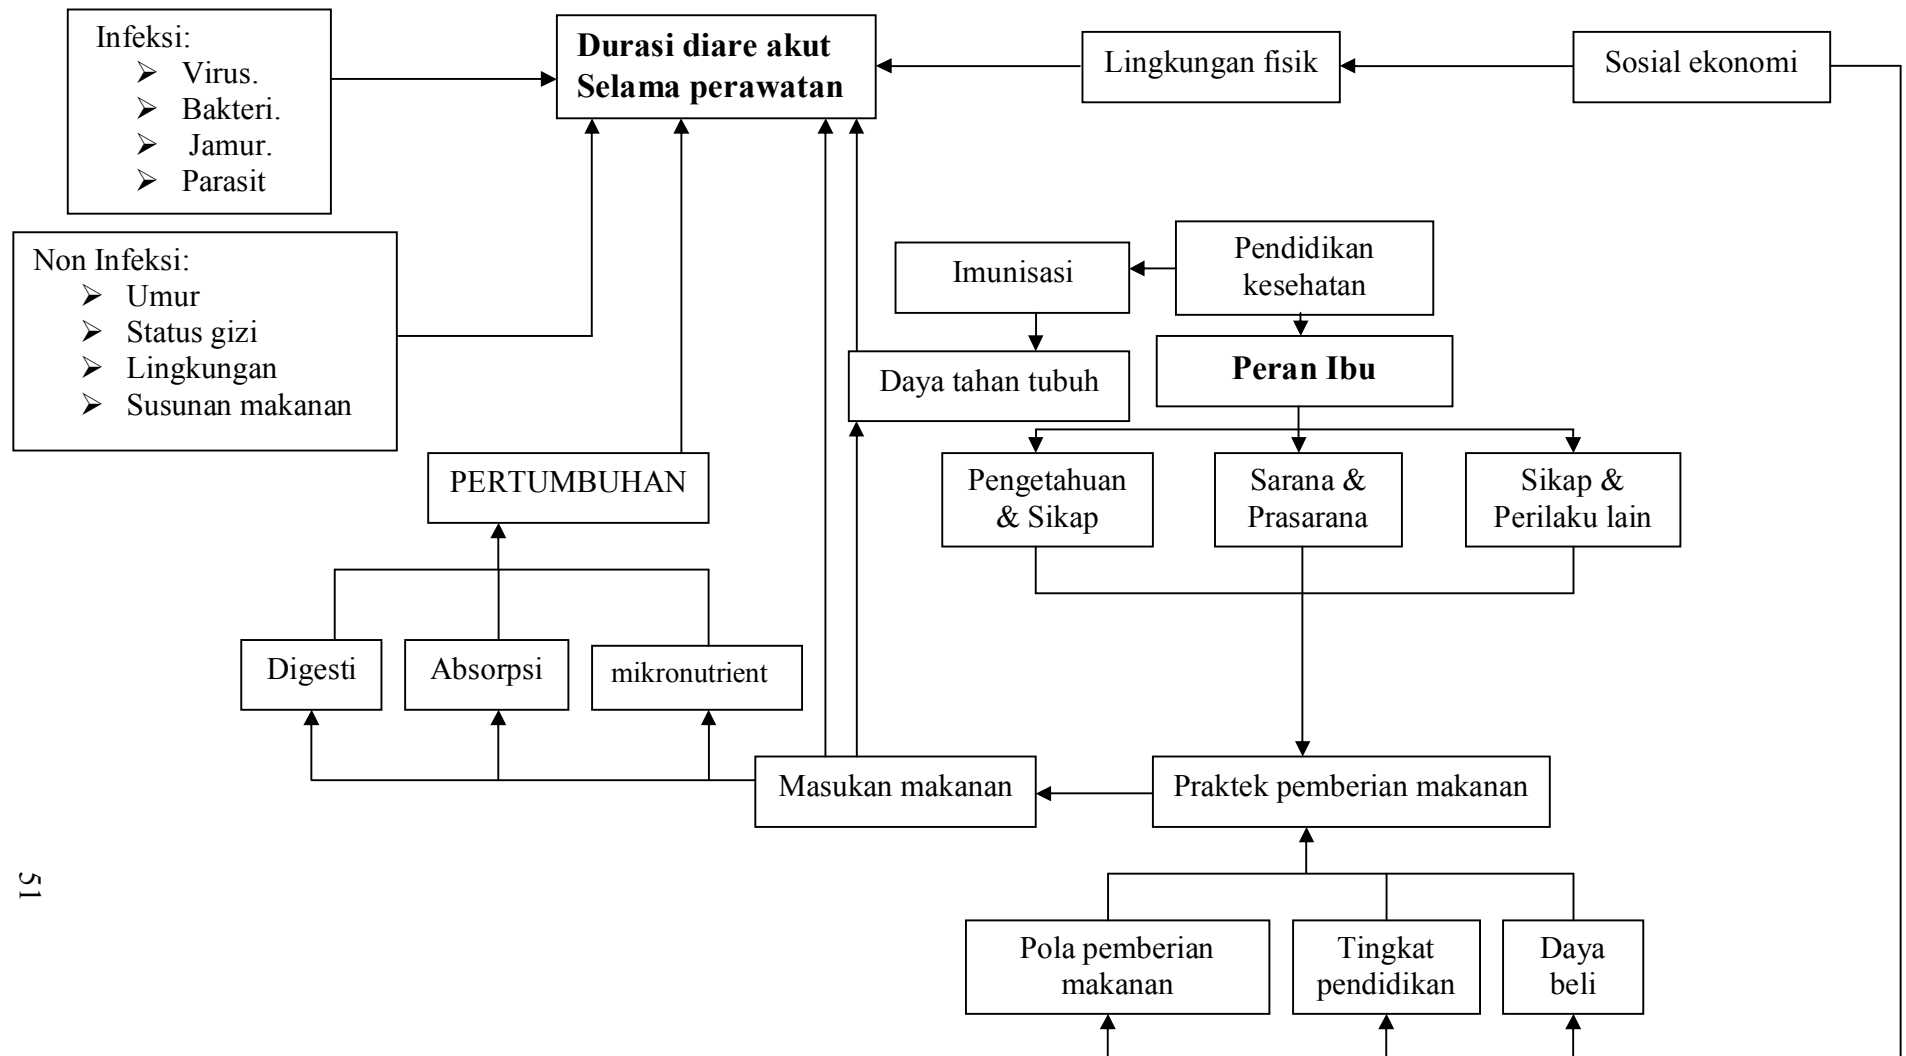 Infeksi:
➢ Virus.
➢ Bakteri.
➢ Jamur.
➢ Parasit
Durasi diare akut
Selama perawatan
Lingkungan fisik
Sosial ekonomi
Non Infeksi:
➢ Umur
➢ Status gizi
➢ Lingkungan
➢ Susunan makanan
Imunisasi
Pendidikan
kesehatan
Daya tahan tubuh
Peran Ibu
PERTUMBUHAN
Pengetahuan
& Sikap
Sarana &
Prasarana
Sikap &
Perilaku lain
Digesti
Absorpsi
mikronutrient
Masukan makanan
Praktek pemberian makanan
51
Pola pemberian
makanan
Tingkat
pendidikan
Daya
beli